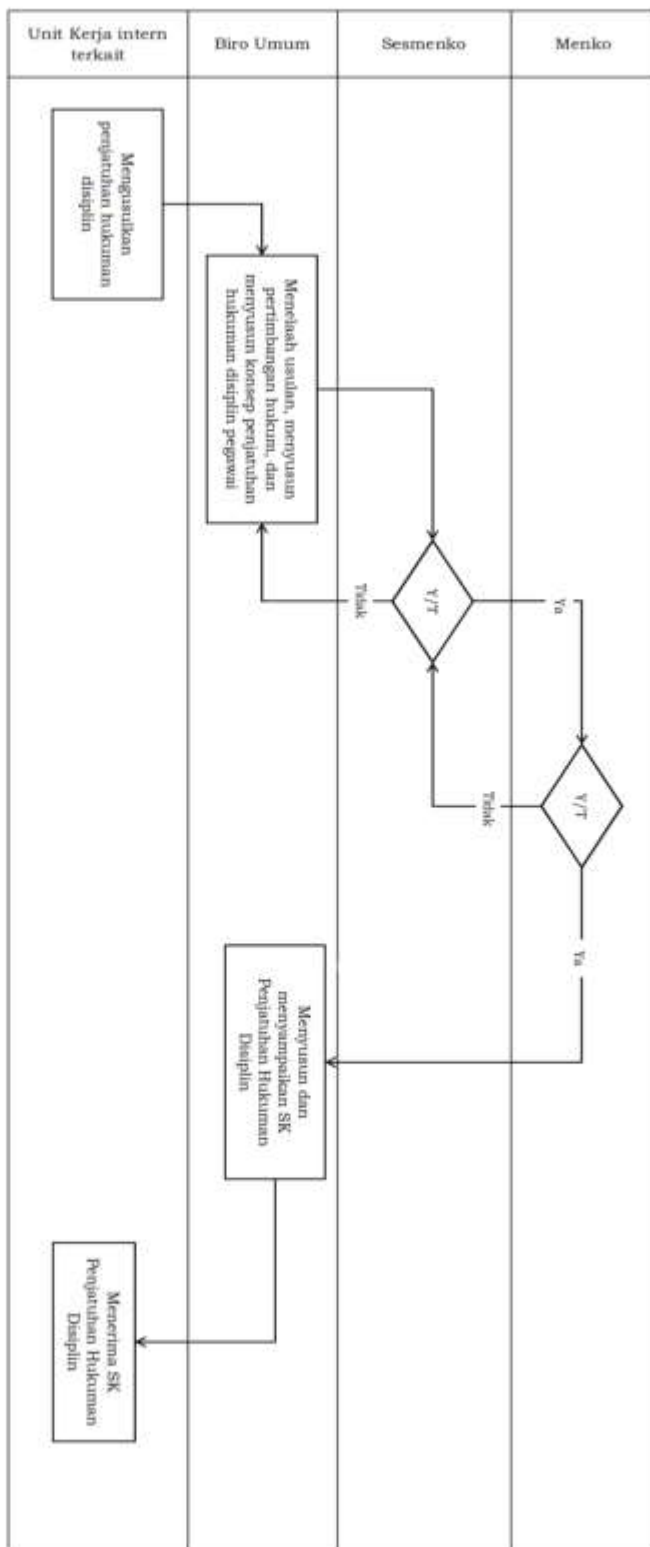 Unit Kerja intern
terkait
Biro Umum
Sesmenko
Menko
Mengusulkan
penjatuhan hukuman
disiplin
Menelaah usulan, menyusun
pertimbangan hukum, dan
menyusun konsep penjatuhan
hukuman disiplin pegawai
Y/T
Tidak
Ya
Y/T
Tidak
Ya
Menyusun dan
menyampaikan SK
Penjatuhan Hukuman
Disiplin
Menerima SK
Penjatuhan Hukuman
Disiplin